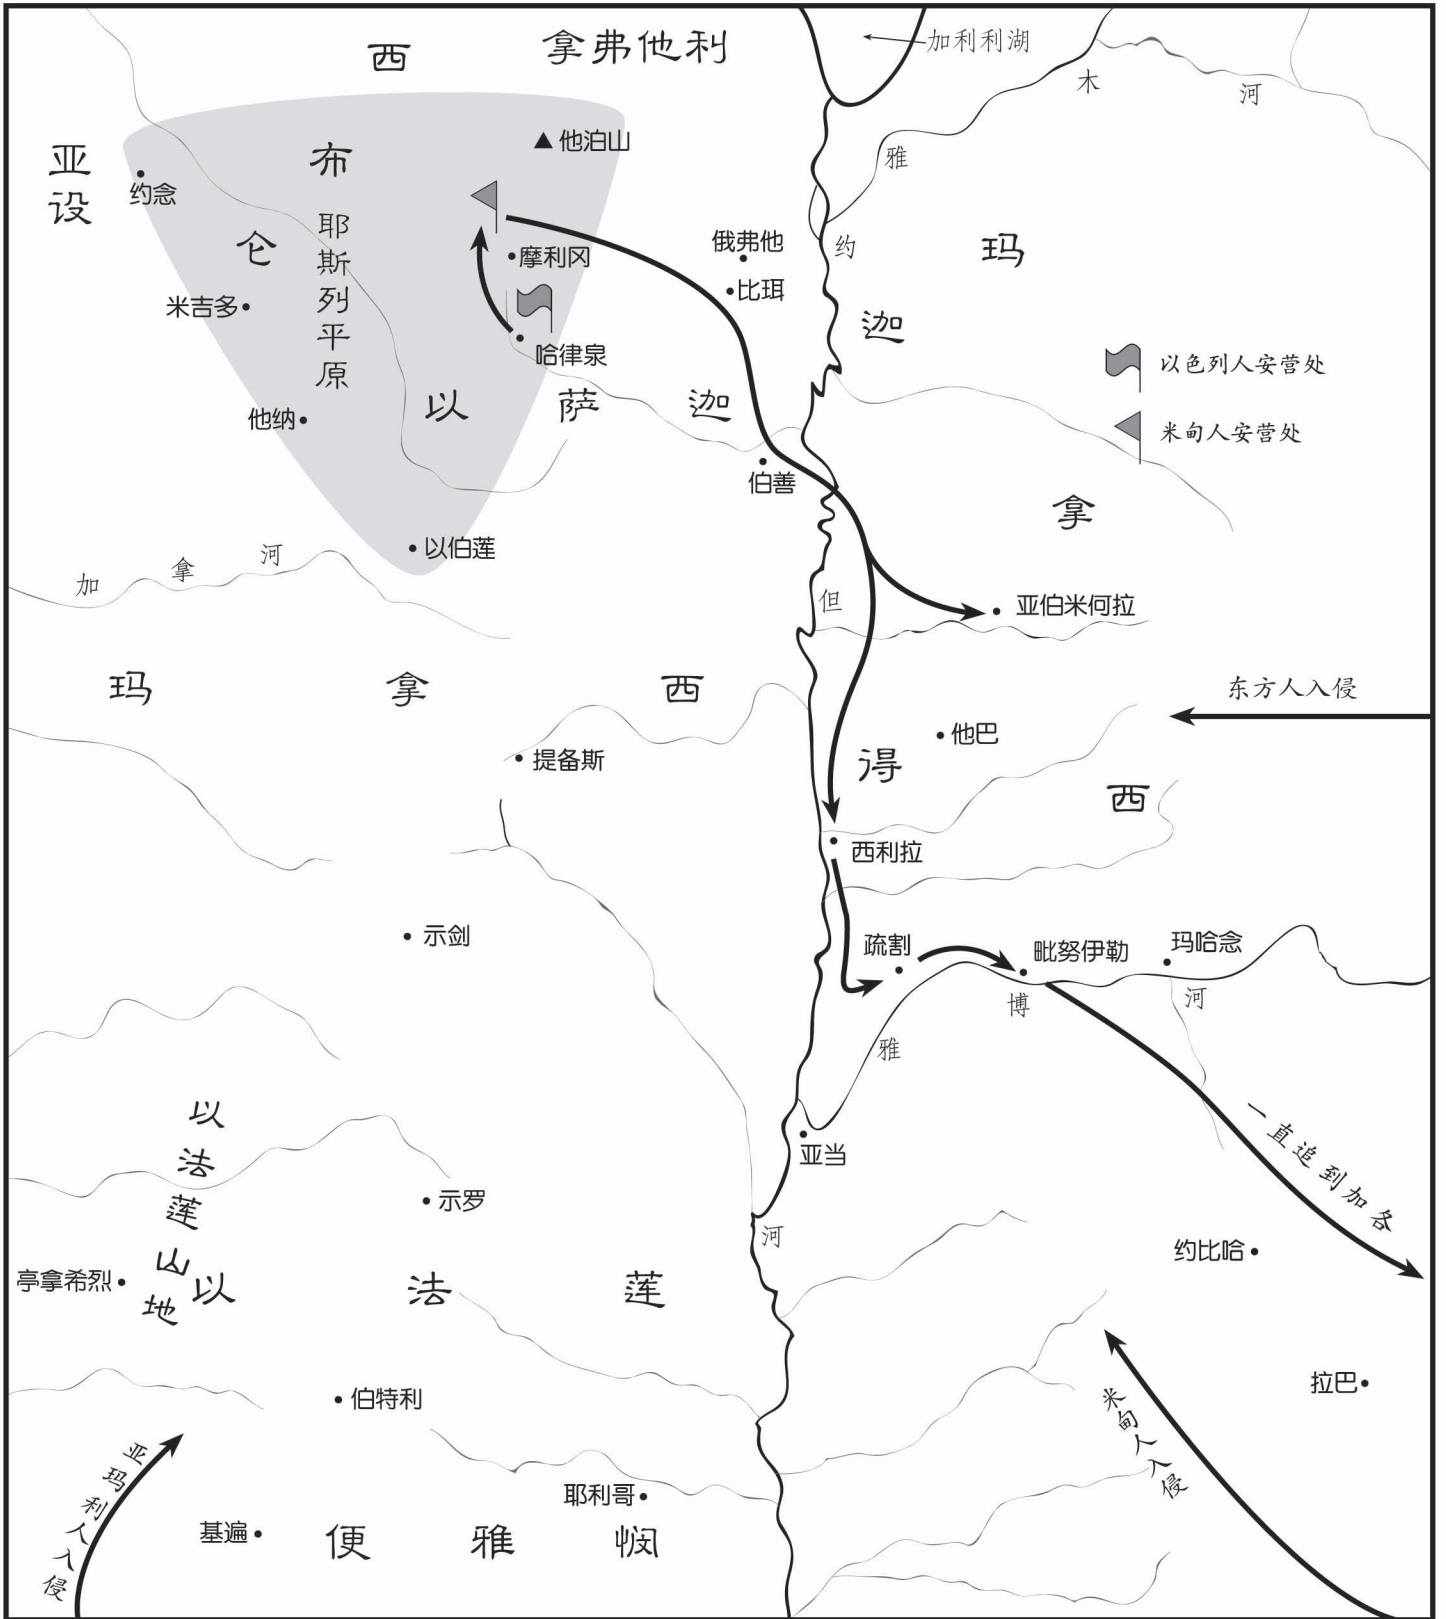 西布仑
拿弗他利
加利利湖
雅木河
亚设
他泊山
约念
耶斯列平原
摩利冈
俄弗他
比珥
米吉多
哈律泉
他纳
以萨迦
伯善
以伯莲
加拿河
约但河
玛拿西
迦得
以色列人安营处
米甸人安营处
亚伯米何拉
东方人入侵
玛拿西
他巴
提备斯
西利拉
示剑
疏割
毗努伊勒
玛哈念
雅博河
亚当
一直追到加各
以法莲山地
示罗
约比哈
亭拿希烈
以法莲
拉巴
伯特利
米甸人入侵
亚玛利人入侵
耶利哥
基遍
便雅悯